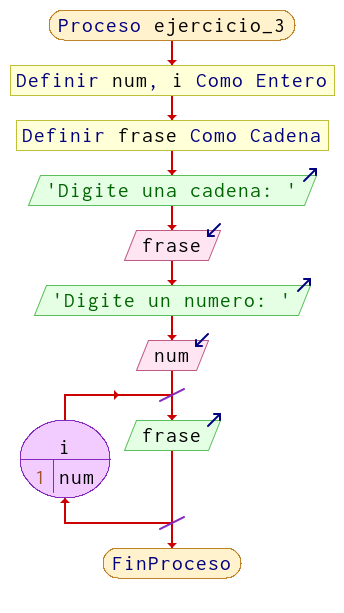 Proceso ejercicio_3
Definir num, i Como Entero
Definir frase Como Cadena
'Digite una cadena: '
frase
'Digite un numero: '
num
i
1 num
frase
FinProceso